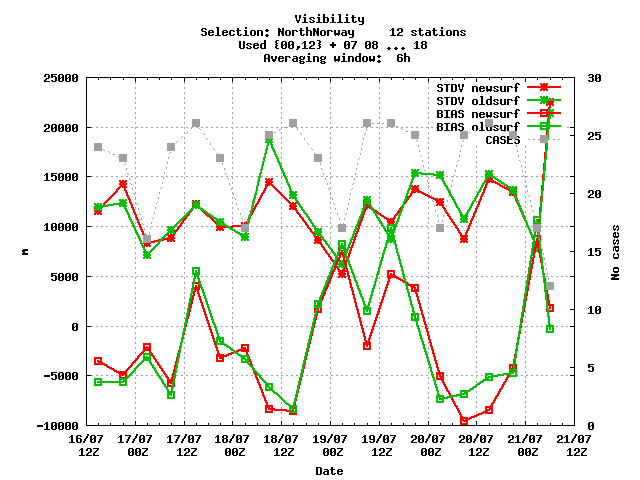 Visibility
Selection: NorthNorway 12 stations
Used {00,12} + 07 08 ... 18
Averaging window: 6h
25000
20000
15000
10000
5000
0
-5000
-10000
m
30
25
20
15
10
5
0
No cases
STDV newsurf
STDV oldsurf
BIAS newsurf
BIAS oldsurf
CASES
16/07 17/07 17/07 18/07 18/07 19/07 19/07 20/07 20/07 21/07 21/07
12Z 00Z 12Z 00Z 12Z 00Z 12Z 00Z 12Z 00Z 12Z
Date